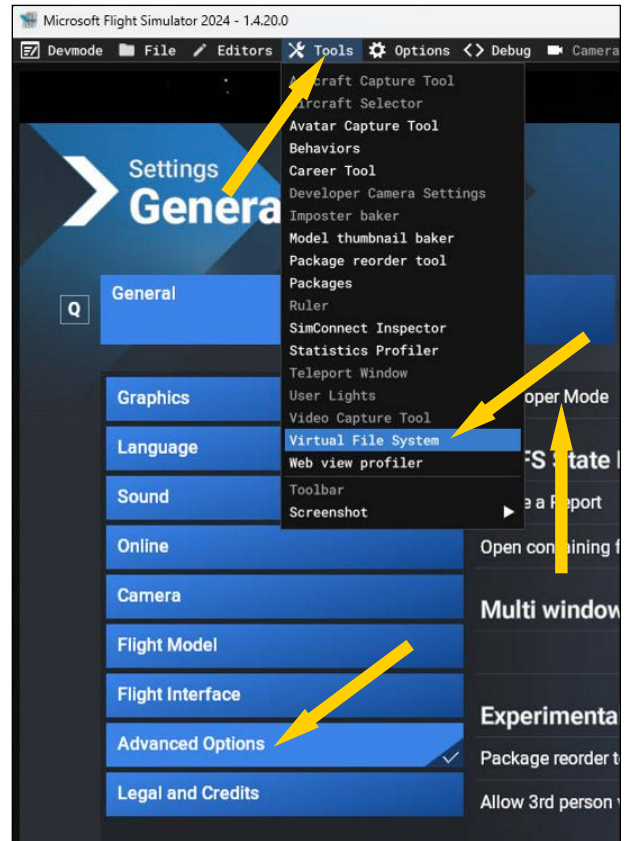 Microsoft Flight Simulator 2024 - 1.4.20.0
Devmode File Editors Tools Options Debug Camera
Capture Tool
Selector
Avatar Capture Tool
Behaviors
Career Tool
Developer Camera Settings
Imposter baker
Model thumbnail baker
Package reorder tool
Packages
Ruler
SimConnect Inspector
Statistics Profiler
Teleport Window
User Lights
Video Capture Tool
Virtual File System
Web view profiler
Toolbar
Screenshot
Settings
Genera
Q
General
Graphics
Language
Sound
Online
Camera
Flight Model
Flight Interface
Advanced Options
Legal and Credits
oper Mode
FS State
e a Report
Open containing f
Multi window
Experimenta
Package reorder t
Allow 3rd person